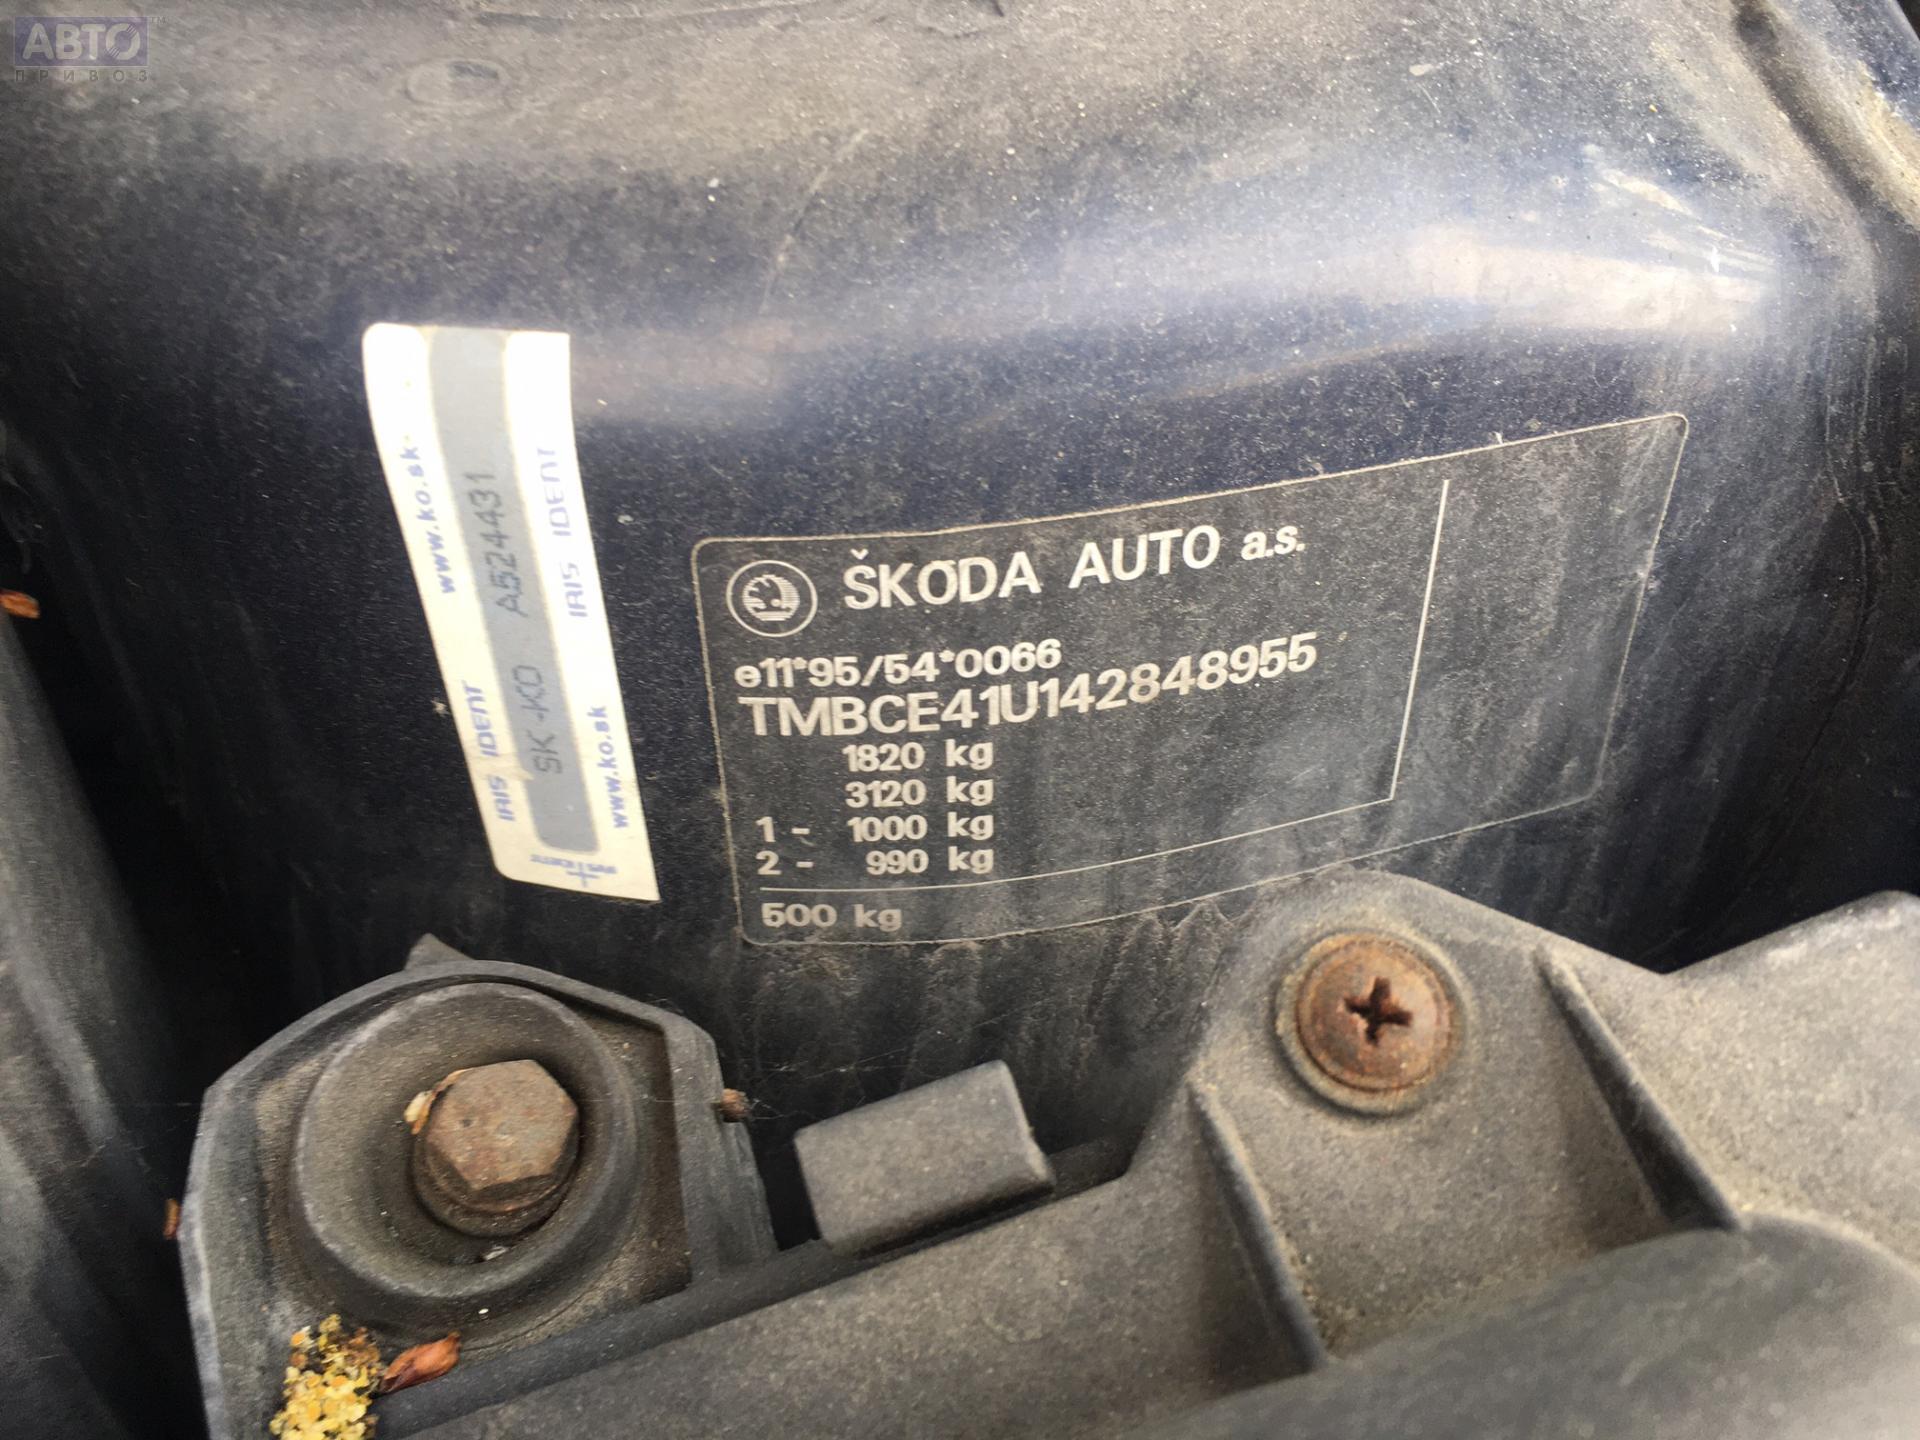 АВТО™
ПРИВОЗ
www.ko.sk
IRIS IDENT
SK-KO A524431
IRIS IDENT
www.ko.sk
ŠKODA AUTO a.s.
e11*95/54*0066
TMBCE41U142848955
1820 kg
3120 kg
1 - 1000 kg
2 - 990 kg
500 kg